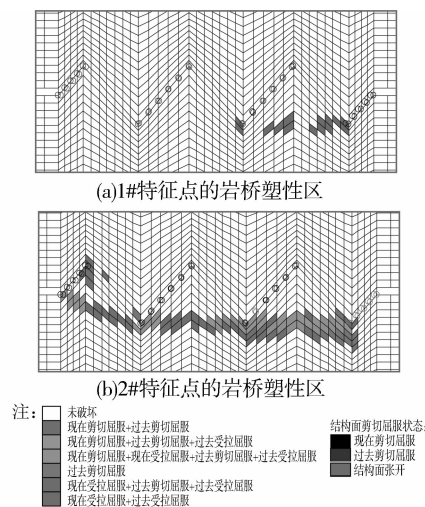 (a)1#特征点的岩桥塑性区
(b)2#特征点的岩桥塑性区
注:
未破坏
现在剪切屈服+过去剪切屈服
现在剪切屈服+过去剪切屈服+过去受拉屈服
现在剪切屈服+现在受拉屈服+过去剪切屈服+过去受拉屈服
过去剪切屈服
现在受拉屈服+过去剪切屈服+过去受拉屈服
现在受拉屈服+过去受拉屈服
结构面剪切屈服状态:
现在剪切屈服
过去剪切屈服
结构面张开